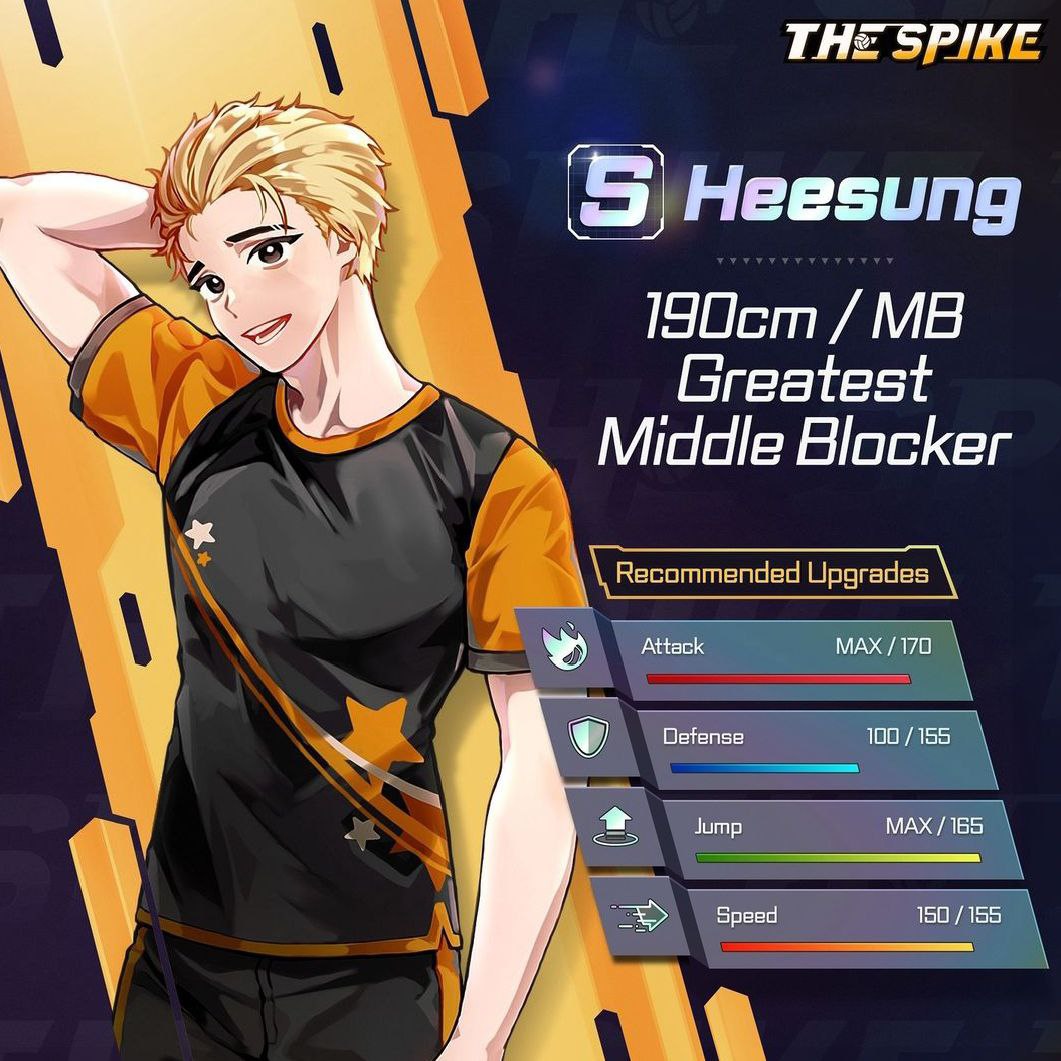 THE SPIKE
S Heesung
190cm / MB
Greatest
Middle Blocker
Recommended Upgrades
Attack MAX / 170
Defense 100 / 155
Jump MAX / 165
Speed 150 / 155